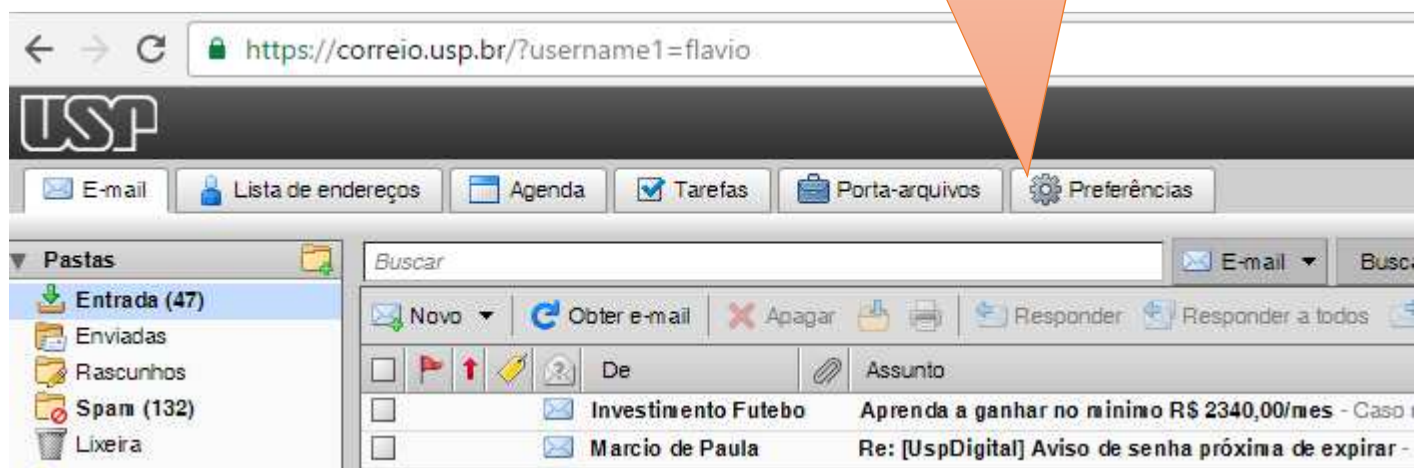 https://correio.usp.br/?username1=flavio
USP
E-mail Lista de endereços Agenda Tarefas Porta-arquivos Preferências
Pastas
Entrada (47)
Enviadas
Rascunhos
Spam (132)
Lixeira
Buscar E-mail
Novo Obter e-mail Apagar Responder Responder a todos
De Assunto
Investimento Futebo Aprenda a ganhar no minimo R$ 2340,00/mes - Caso
Marcio de Paula Re: [UspDigital] Aviso de senha próxima de expirar -